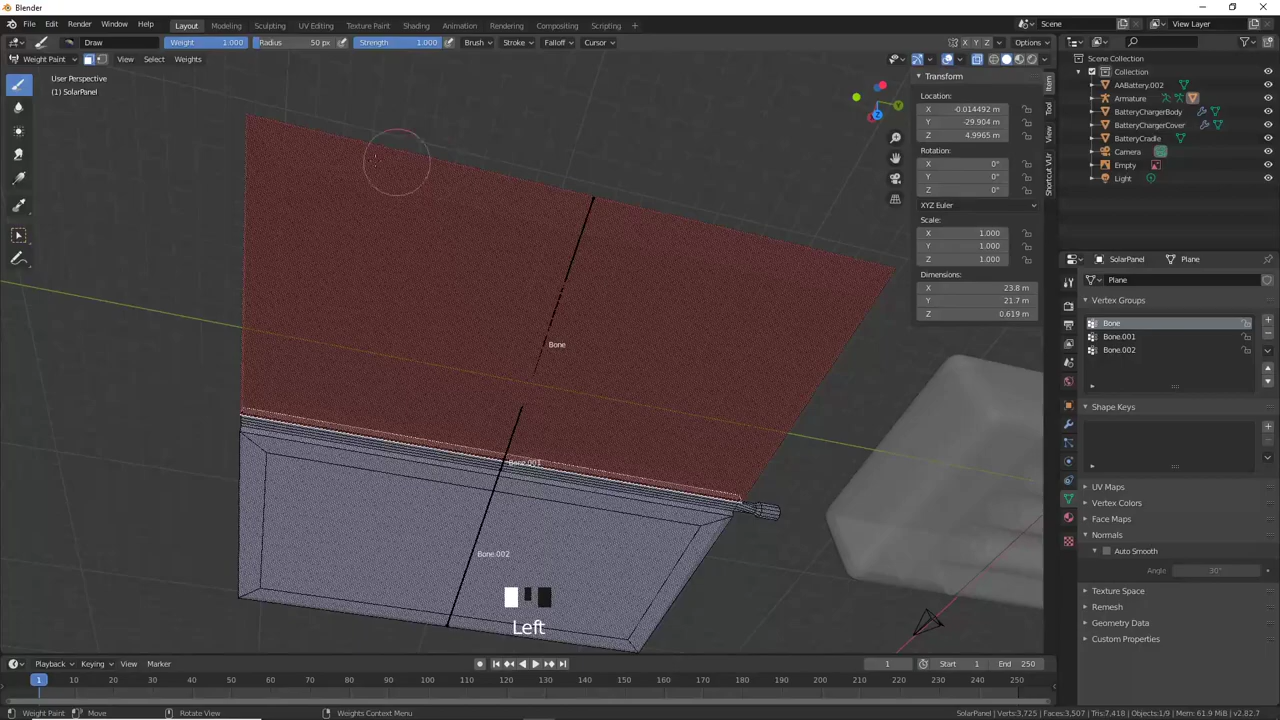 Blender
File Edit Render Window Help Layout Modeling Sculpting UV Editing Texture Paint Shading Animation Rendering Compositing Scripting + Scene View Layer
Draw Weight 1.000 Radius 50 px Strength 1.000 Brush Stroke Falloff Cursor X Y Z Options
Weight Paint View Select Weights
User Perspective
(1) SolarPanel
Bone
Bone.001
Bone.002
Left
Z
Y
Transform
Location:
X -0.014492 m
Y -29.904 m
Z 4.9965 m
Rotation:
X 0°
Y 0°
Z 0°
XYZ Euler
Scale:
X 1.000
Y 1.000
Z 1.000
Dimensions:
X 23.8 m
Y 21.7 m
Z 0.619 m
Item
Tool
View
Shortcut VUr
Scene Collection
Collection
AABattery.002
Armature
BatteryChargerBody
BatteryChargerCover
BatteryCradle
Camera
Empty
Light
SolarPanel Plane
Plane
Vertex Groups
Bone
Bone.001
Bone.002
Shape Keys
UV Maps
Vertex Colors
Face Maps
Normals
Auto Smooth
Angle 30°
Texture Space
Remesh
Geometry Data
Custom Properties
Playback Keying View Marker 1 Start 1 End 250
1 10 20 30 40 50 60 70 80 90 100 110 120 130 140 150 160 170 180 190 200 210 220 230 240 250
Weight Paint Move Rotate View Weights Context Menu SolarPanel | Verts:3,725 | Faces:3,507 | Tris:7,418 | Objects:1/9 | Mem: 61.9 MiB | v2.82.7